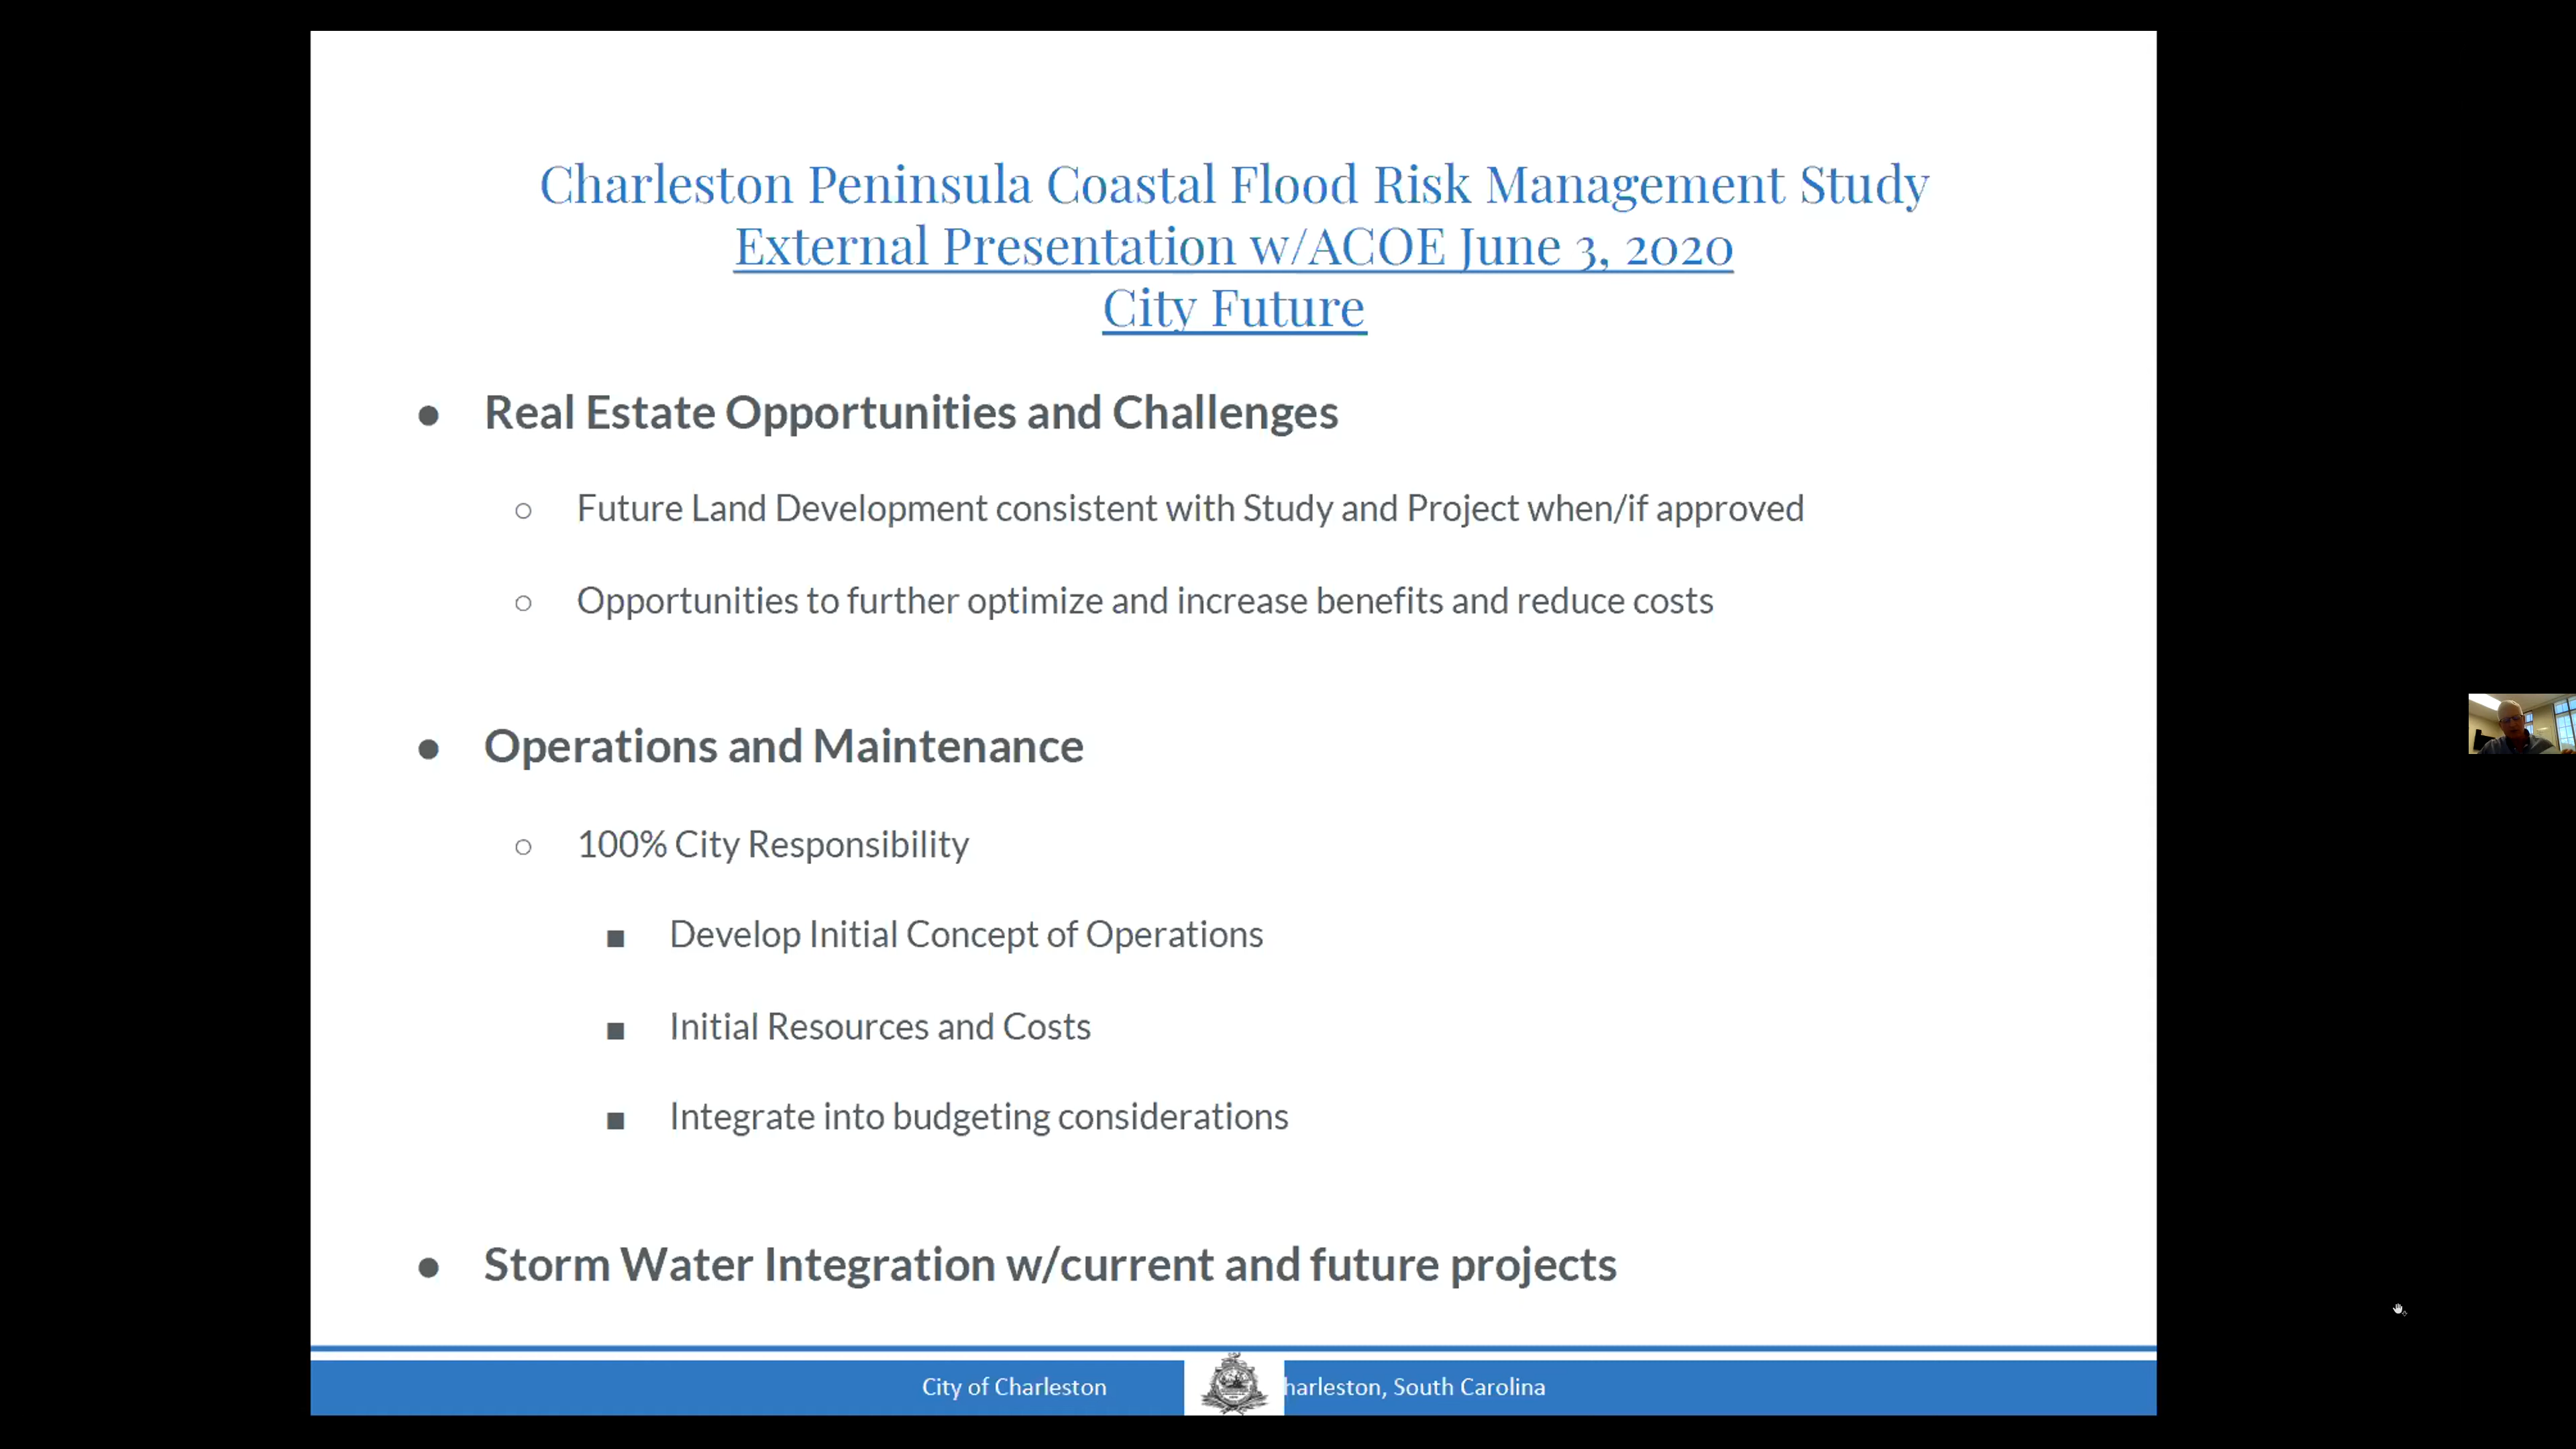 Charleston Peninsula Coastal Flood Risk Management Study
External Presentation w/ACOE June 3, 2020
City Future
● Real Estate Opportunities and Challenges
○ Future Land Development consistent with Study and Project when/if approved
○ Opportunities to further optimize and increase benefits and reduce costs
● Operations and Maintenance
○ 100% City Responsibility
■ Develop Initial Concept of Operations
■ Initial Resources and Costs
■ Integrate into budgeting considerations
● Storm Water Integration w/current and future projects
City of Charleston harleston, South Carolina